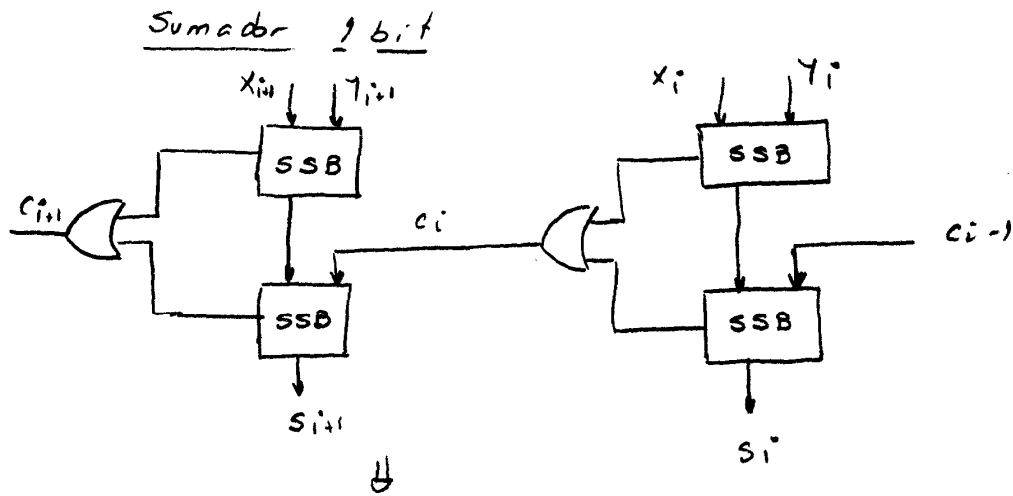 Sumador 1 bit
Xi+1 Yi+1
Xi Yi
SSB
SSB
Ci+1
Ci
Ci-1
SSB
SSB
Si+1
Si
⇓